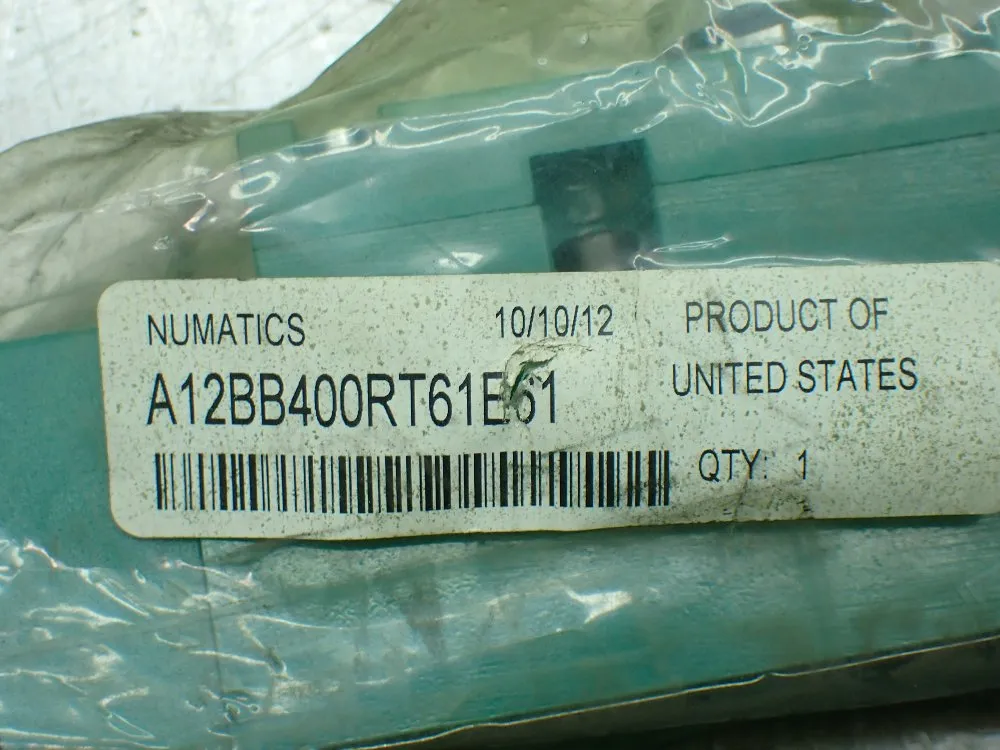 NUMATICS 10/10/12
PRODUCT OF
UNITED STATES
A12BB400RT61E61
QTY: 1